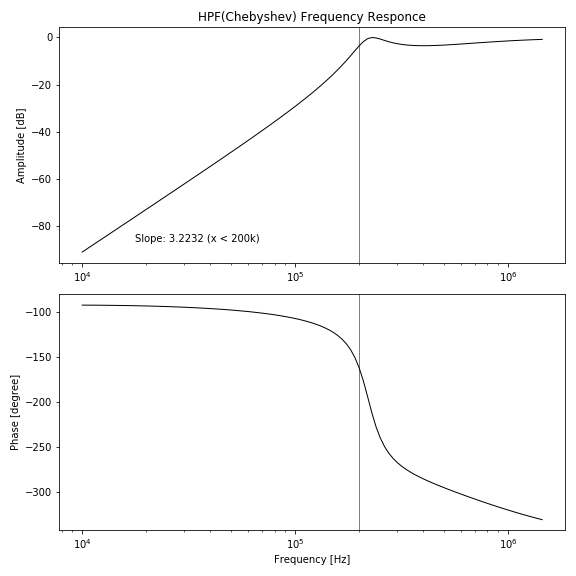 HPF(Chebyshev) Frequency Responce
0
−20
−40
−60
−80
Amplitude [dB]
Slope: 3.2232 (x < 200k)
10⁴ 10⁵ 10⁶
−100
−150
−200
−250
−300
Phase [degree]
10⁴ 10⁵ 10⁶
Frequency [Hz]